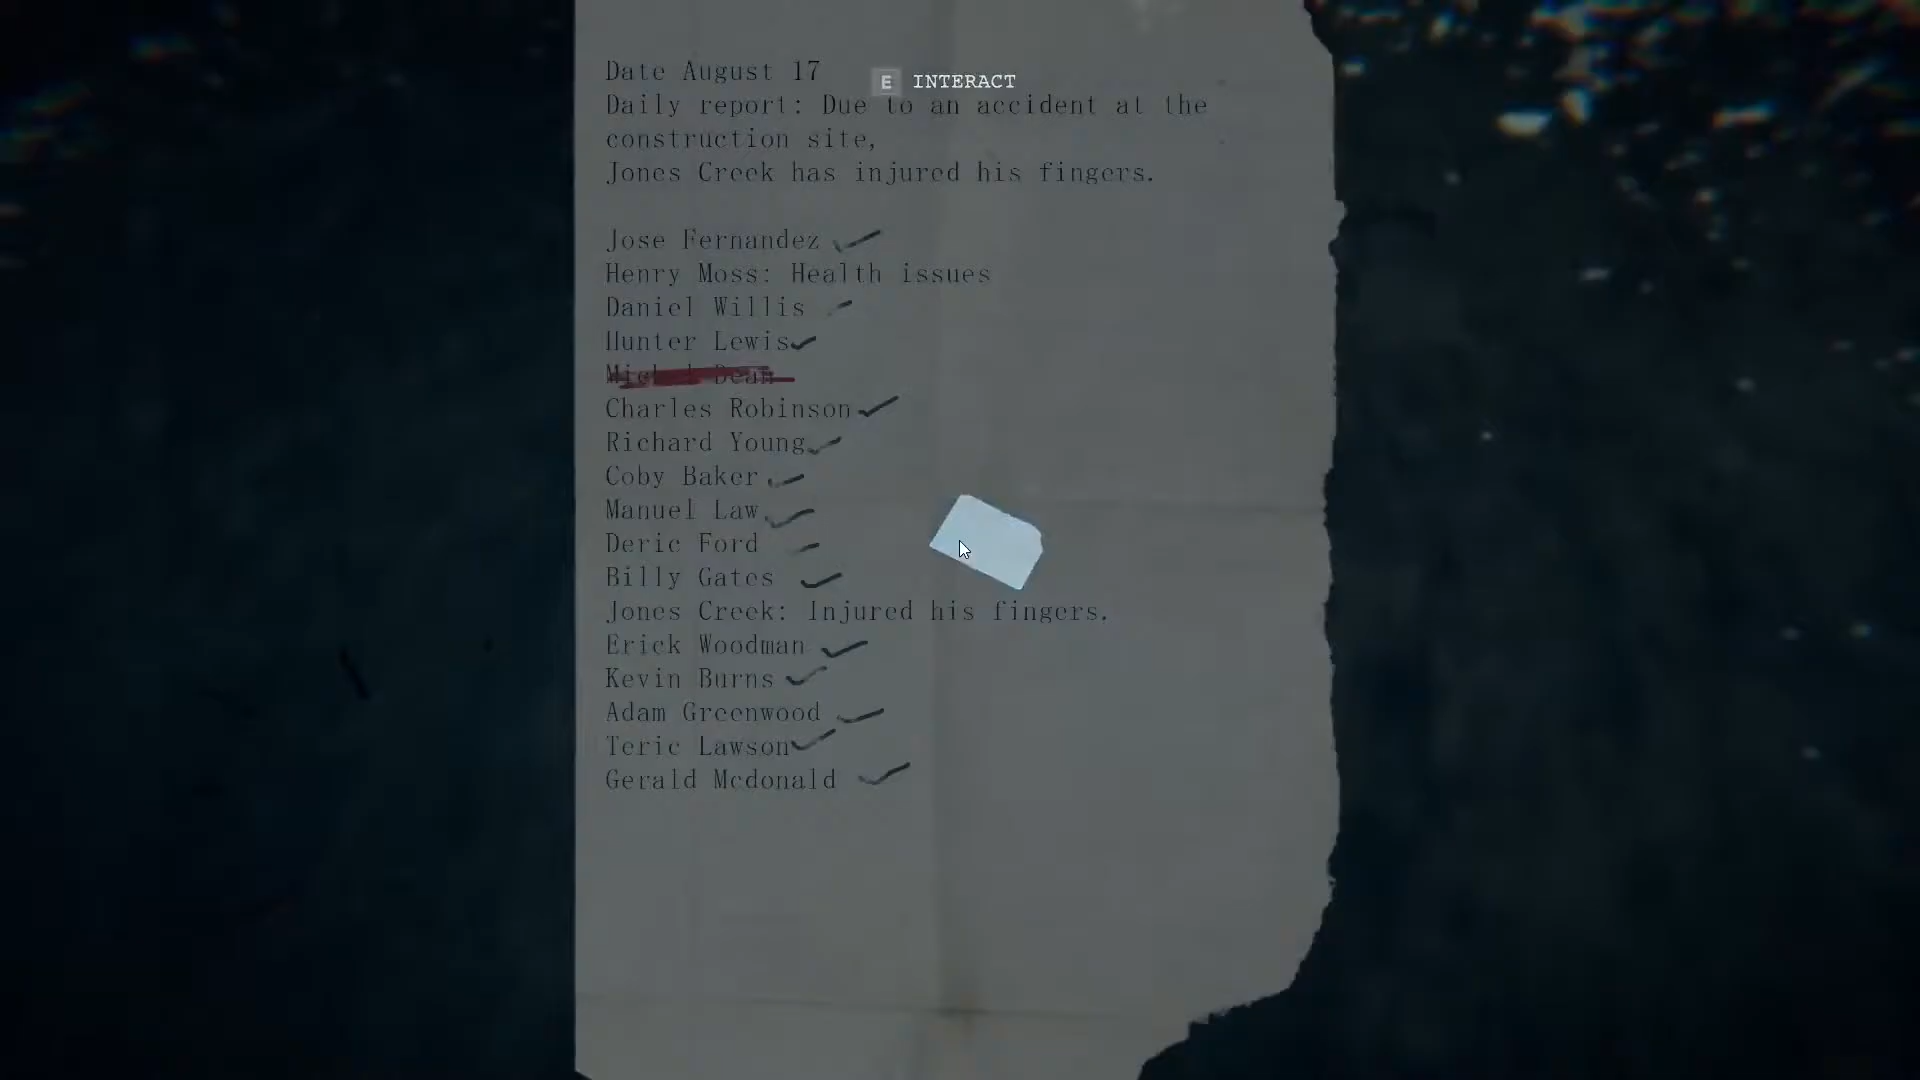 Date August 17
E INTERACT
Daily report: Due to an accident at the
construction site,
Jones Creek has injured his fingers.
Jose Fernandez
Henry Moss: Health issues
Daniel Willis
Hunter Lewis
Dean
Charles Robinson
Richard Young
Coby Baker
Manuel Law
Deric Ford
Billy Gates
Jones Creek: Injured his fingers.
Erick Woodman
Kevin Burns
Adam Greenwood
Teric Lawson
Gerald Mcdonald